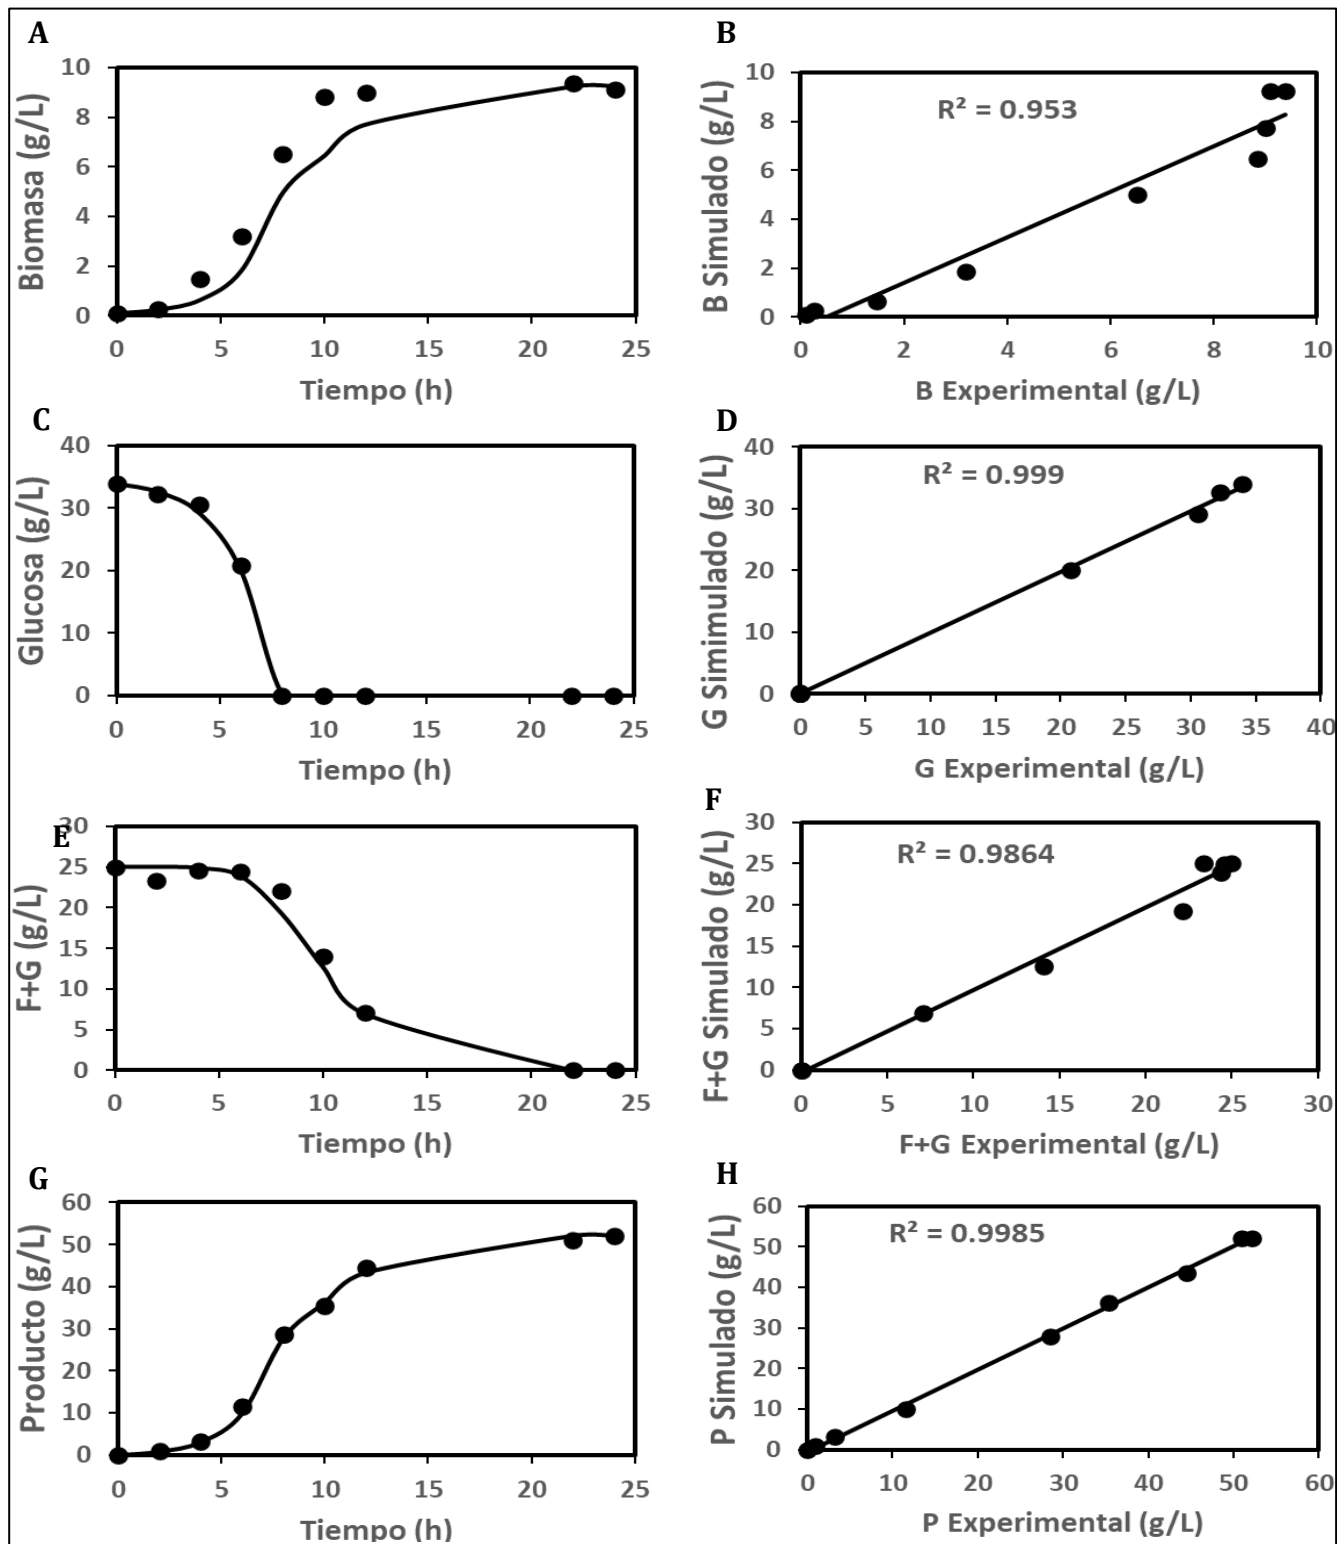 A
10
8
6
4
2
0
Biomasa (g/L)
0 5 10 15 20 25
Tiempo (h)
B
R² = 0.953
10
8
6
4
2
0
B Simulado (g/L)
0 2 4 6 8 10
B Experimental (g/L)
C
40
30
20
10
0
Glucosa (g/L)
0 5 10 15 20 25
Tiempo (h)
D
R² = 0.999
40
30
20
10
0
G Simimulado (g/L)
0 5 10 15 20 25 30 35 40
G Experimental (g/L)
E
30
25
20
15
10
5
0
F+G (g/L)
0 5 10 15 20 25
Tiempo (h)
F
R² = 0.9864
30
25
20
15
10
5
0
F+G Simulado (g/L)
0 5 10 15 20 25 30
F+G Experimental (g/L)
G
60
50
40
30
20
10
0
Producto (g/L)
0 5 10 15 20 25
Tiempo (h)
H
R² = 0.9985
60
50
40
30
20
10
0
P Simulado (g/L)
0 10 20 30 40 50 60
P Experimental (g/L)